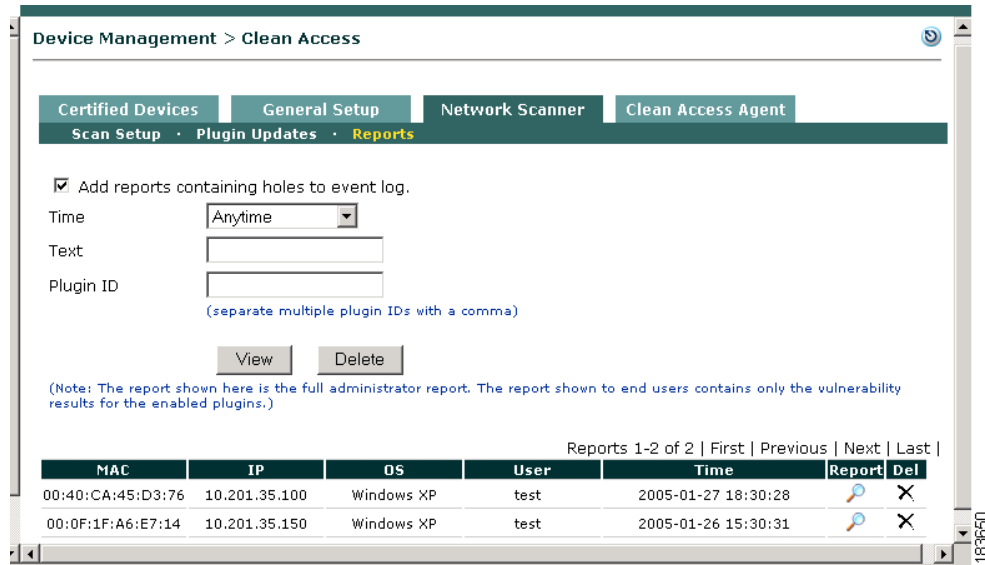 Device Management > Clean Access
Certified Devices General Setup Network Scanner Clean Access Agent
Scan Setup · Plugin Updates · Reports
Add reports containing holes to event log.
Time Anytime
Text
Plugin ID
(separate multiple plugin IDs with a comma)
View Delete
(Note: The report shown here is the full administrator report. The report shown to end users contains only the vulnerability
results for the enabled plugins.)
Reports 1-2 of 2 | First | Previous | Next | Last |
MAC IP OS User Time Report Del
00:40:CA:45:D3:76 10.201.35.100 Windows XP test 2005-01-27 18:30:28
00:0F:1F:A6:E7:14 10.201.35.150 Windows XP test 2005-01-26 15:30:31
183650